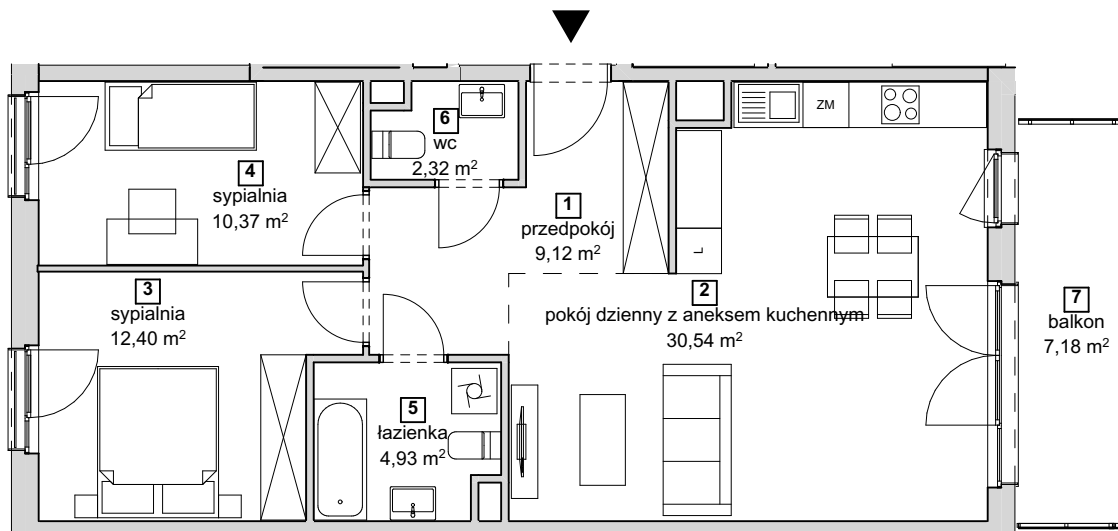 6
wc
2,32 m²
ZM
4
sypialnia
10,37 m²
1
przedpokój
9,12 m²
L
3
sypialnia
12,40 m²
2
pokój dzienny z aneksem kuchennym
30,54 m²
7
balkon
7,18 m²
5
łazienka
4,93 m²